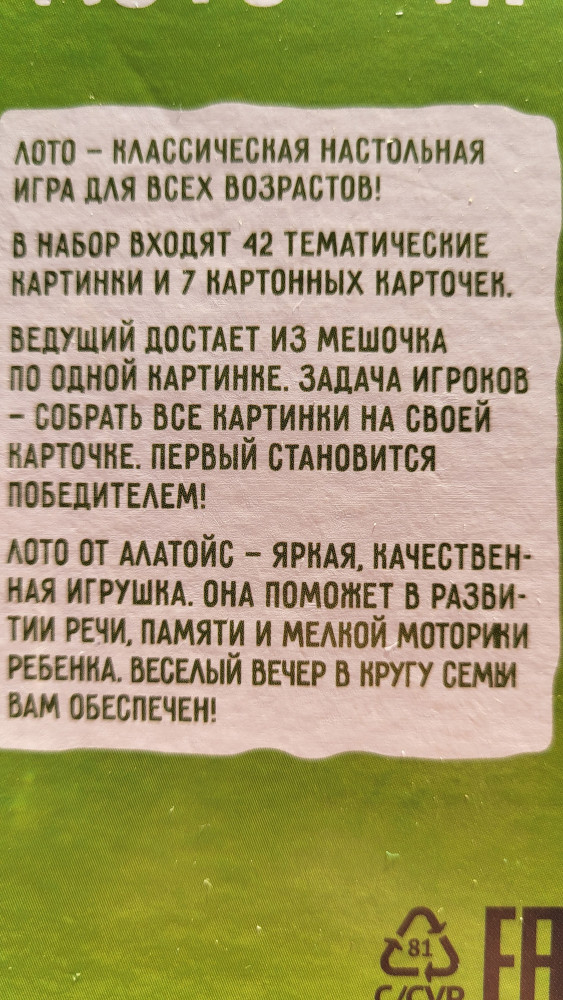 ЛОТО – КЛАССИЧЕСКАЯ НАСТОЛЬНАЯ
ИГРА ДЛЯ ВСЕХ ВОЗРАСТОВ!
В НАБОР ВХОДЯТ 42 ТЕМАТИЧЕСКИЕ
КАРТИНКИ И 7 КАРТОННЫХ КАРТОЧЕК.
ВЕДУЩИЙ ДОСТАЕТ ИЗ МЕШОЧКА
ПО ОДНОЙ КАРТИНКЕ. ЗАДАЧА ИГРОКОВ
– СОБРАТЬ ВСЕ КАРТИНКИ НА СВОЕЙ
КАРТОЧКЕ. ПЕРВЫЙ СТАНОВИТСЯ
ПОБЕДИТЕЛЕМ!
ЛОТО ОТ АЛАТОЙС – ЯРКАЯ, КАЧЕСТВЕН-
НАЯ ИГРУШКА. ОНА ПОМОЖЕТ В РАЗВИ-
ТИИ РЕЧИ, ПАМЯТИ И МЕЛКОЙ МОТОРИКИ
РЕБЕНКА. ВЕСЕЛЫЙ ВЕЧЕР В КРУГУ СЕМЬИ
ВАМ ОБЕСПЕЧЕН!
81
C/CVP